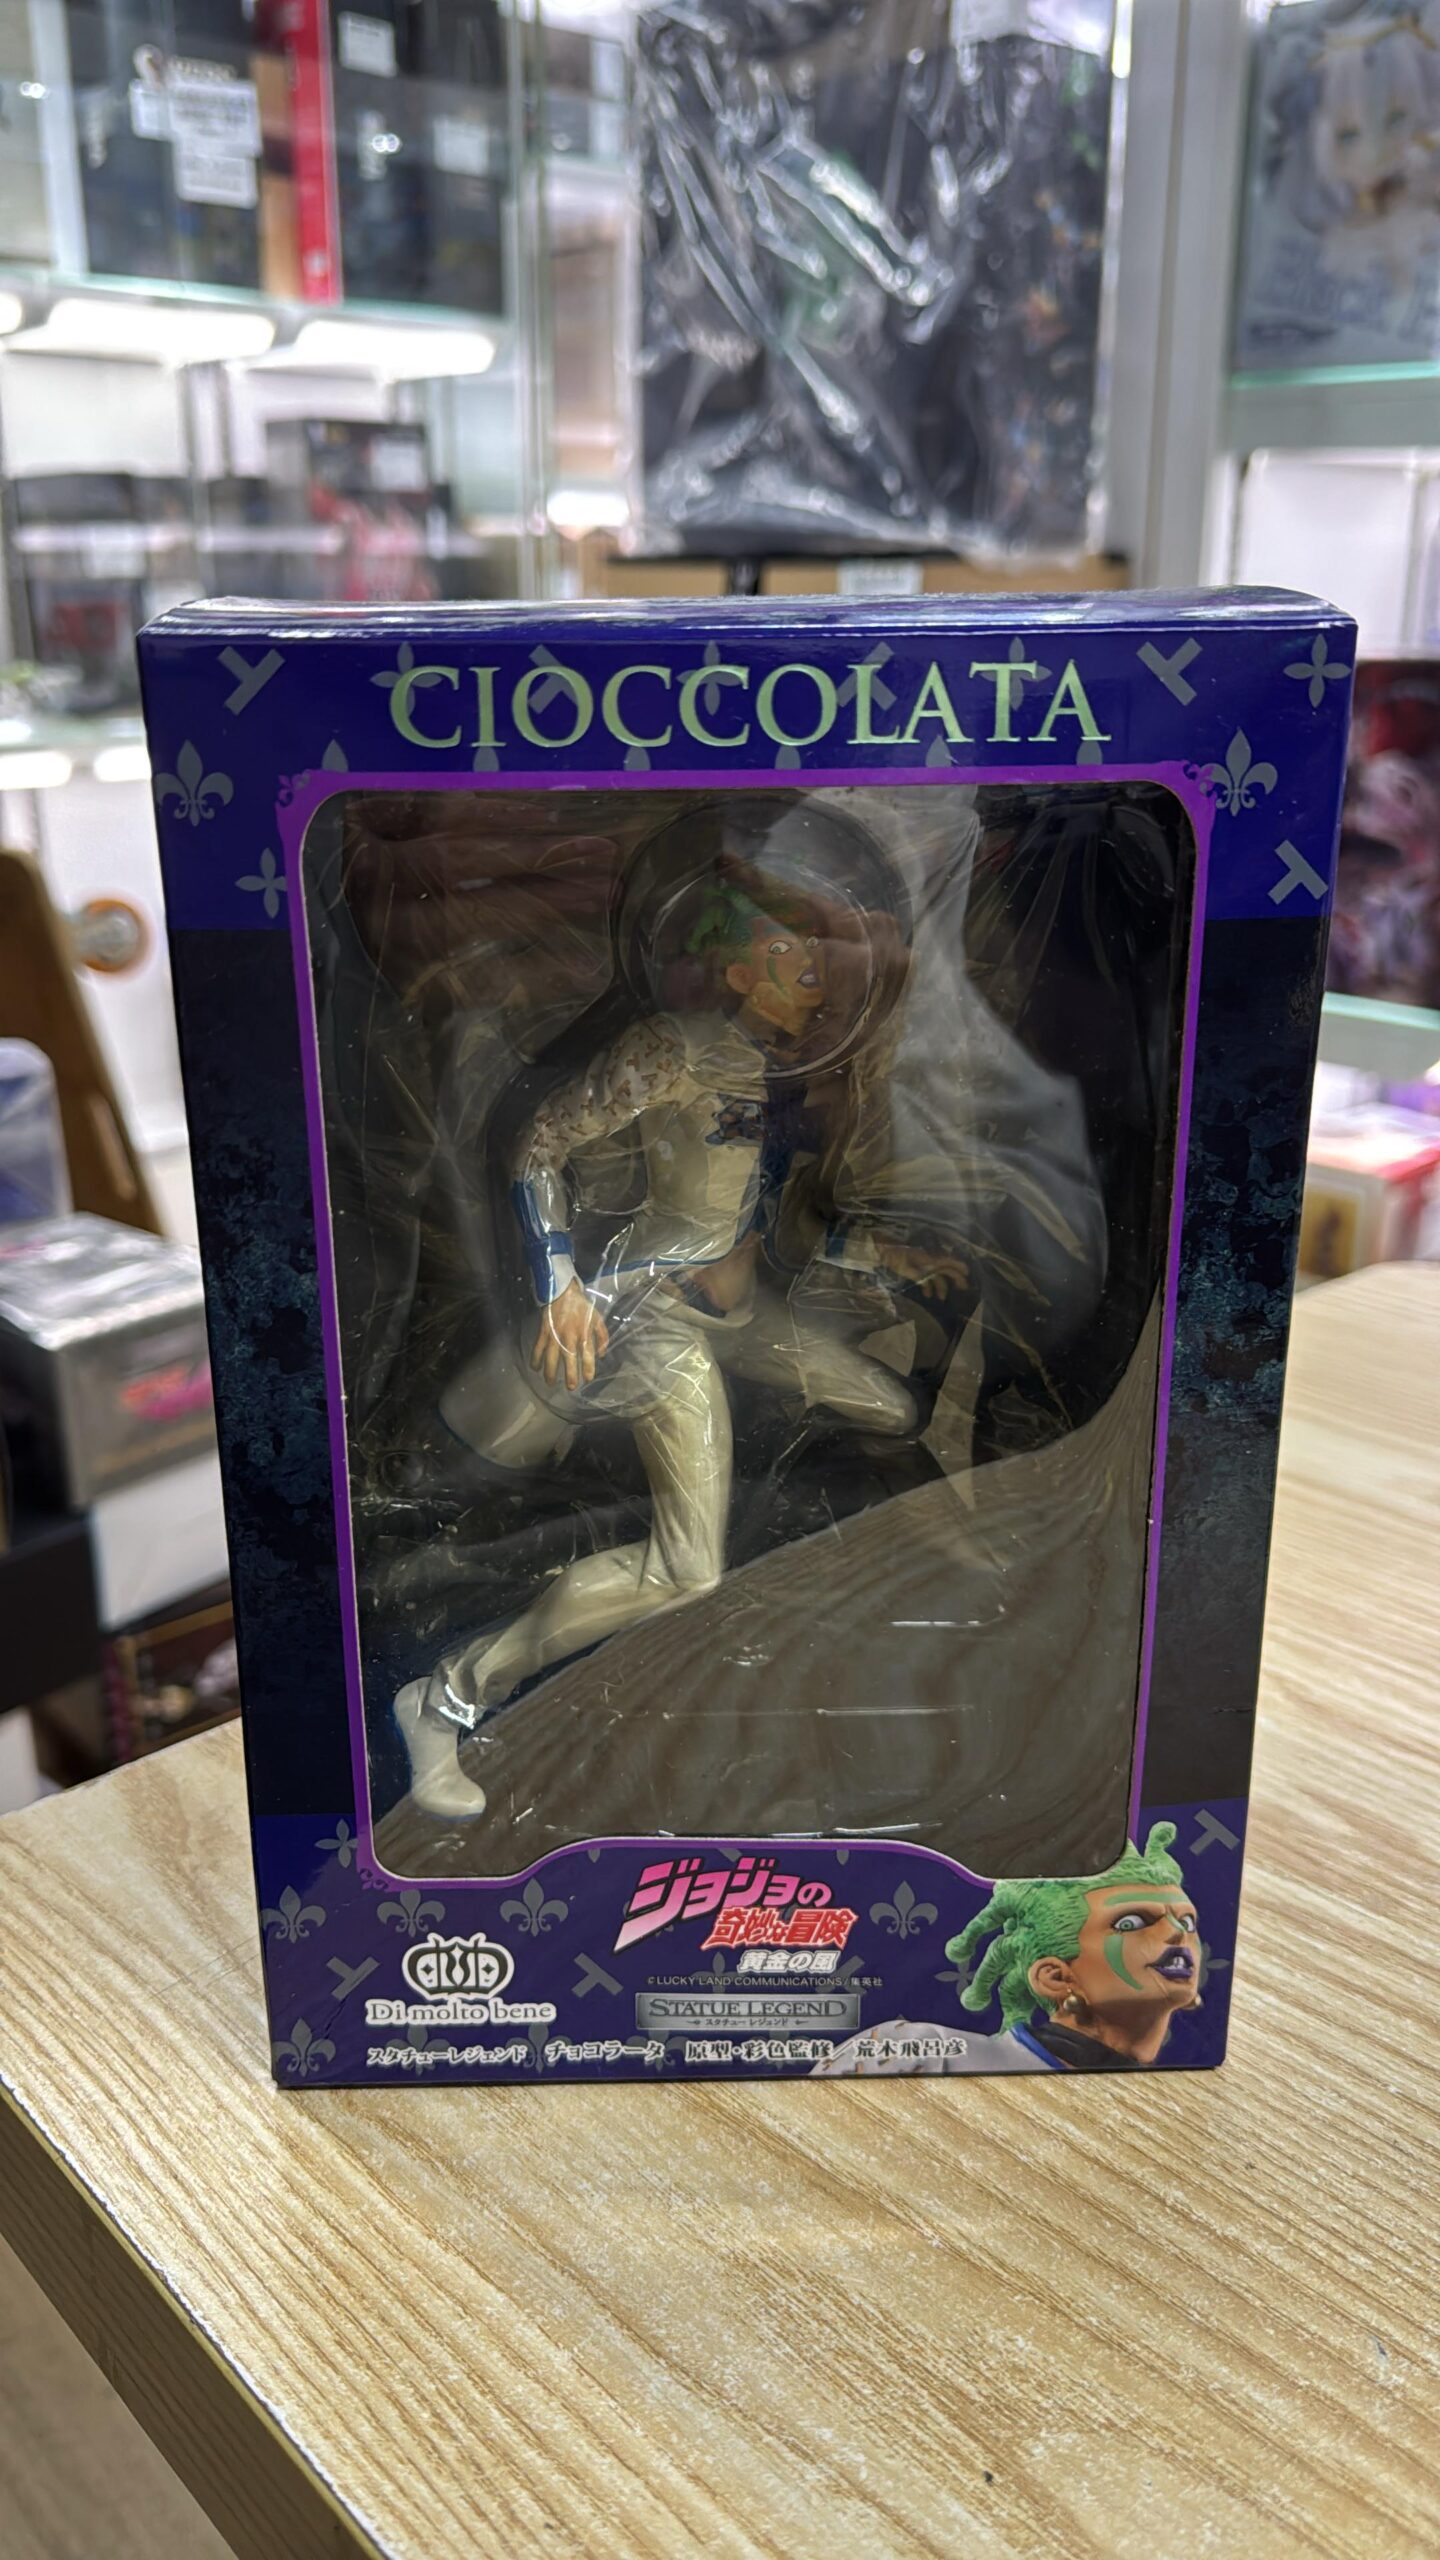 CIOCCOLATA
ジョジョの
奇妙な冒険
黄金の風
©LUCKY LAND COMMUNICATIONS/集英社
Di molto bene
STATUE LEGEND
スタチューレジェンド
スタチューレジェンド チョコラータ 原型・彩色監修/荒木飛呂彦